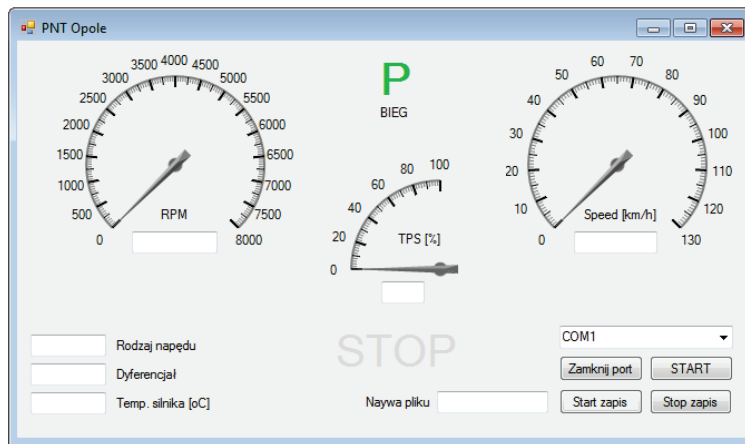 PNT Opole
0
500
1000
1500
2000
2500
3000
3500
4000
4500
5000
5500
6000
6500
7000
7500
8000
RPM
P
BIEG
0
20
40
60
80
100
TPS [%]
0
10
20
30
40
50
60
70
80
90
100
110
120
130
Speed [km/h]
Rodzaj napędu
Dyferencjał
Temp. silnika [oC]
STOP
Naywa pliku
COM1
Zamknij port START
Start zapis Stop zapis